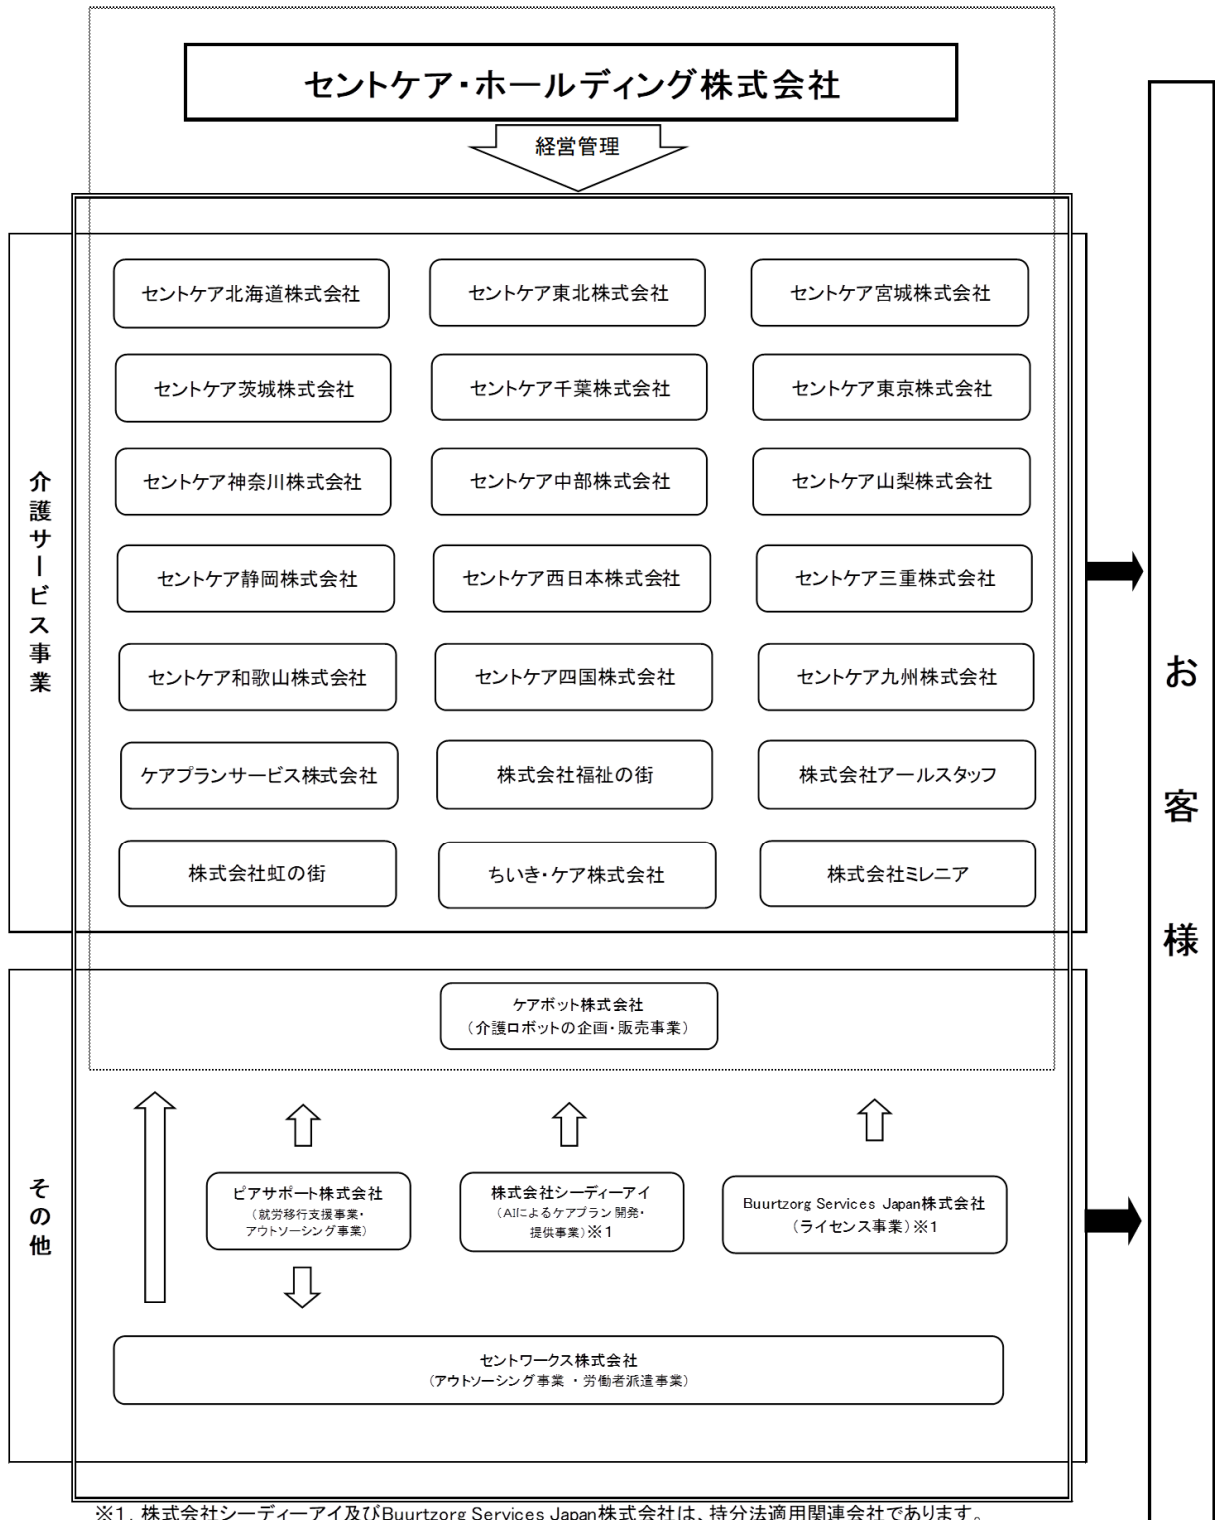 セントケア・ホールディング株式会社
経営管理
介護サービス事業
セントケア北海道株式会社
セントケア東北株式会社
セントケア宮城株式会社
セントケア茨城株式会社
セントケア千葉株式会社
セントケア東京株式会社
セントケア神奈川株式会社
セントケア中部株式会社
セントケア山梨株式会社
セントケア静岡株式会社
セントケア西日本株式会社
セントケア三重株式会社
セントケア和歌山株式会社
セントケア四国株式会社
セントケア九州株式会社
ケアプランサービス株式会社
株式会社福祉の街
株式会社アールスタッフ
株式会社虹の街
ちいき・ケア株式会社
株式会社ミレニア
その他
ケアボット株式会社
（介護ロボットの企画・販売事業）
ピアサポート株式会社
（就労移行支援事業・
アウトソーシング事業）
株式会社シーディーアイ
（AIによるケアプラン開発・
提供事業）※１
Buurtzorg Services Japan株式会社
（ライセンス事業）※１
セントワークス株式会社
（アウトソーシング事業・労働者派遣事業）
お客様
※１．株式会社シーディーアイ及びBuurtzorg Services Japan株式会社は、持分法適用関連会社であります。